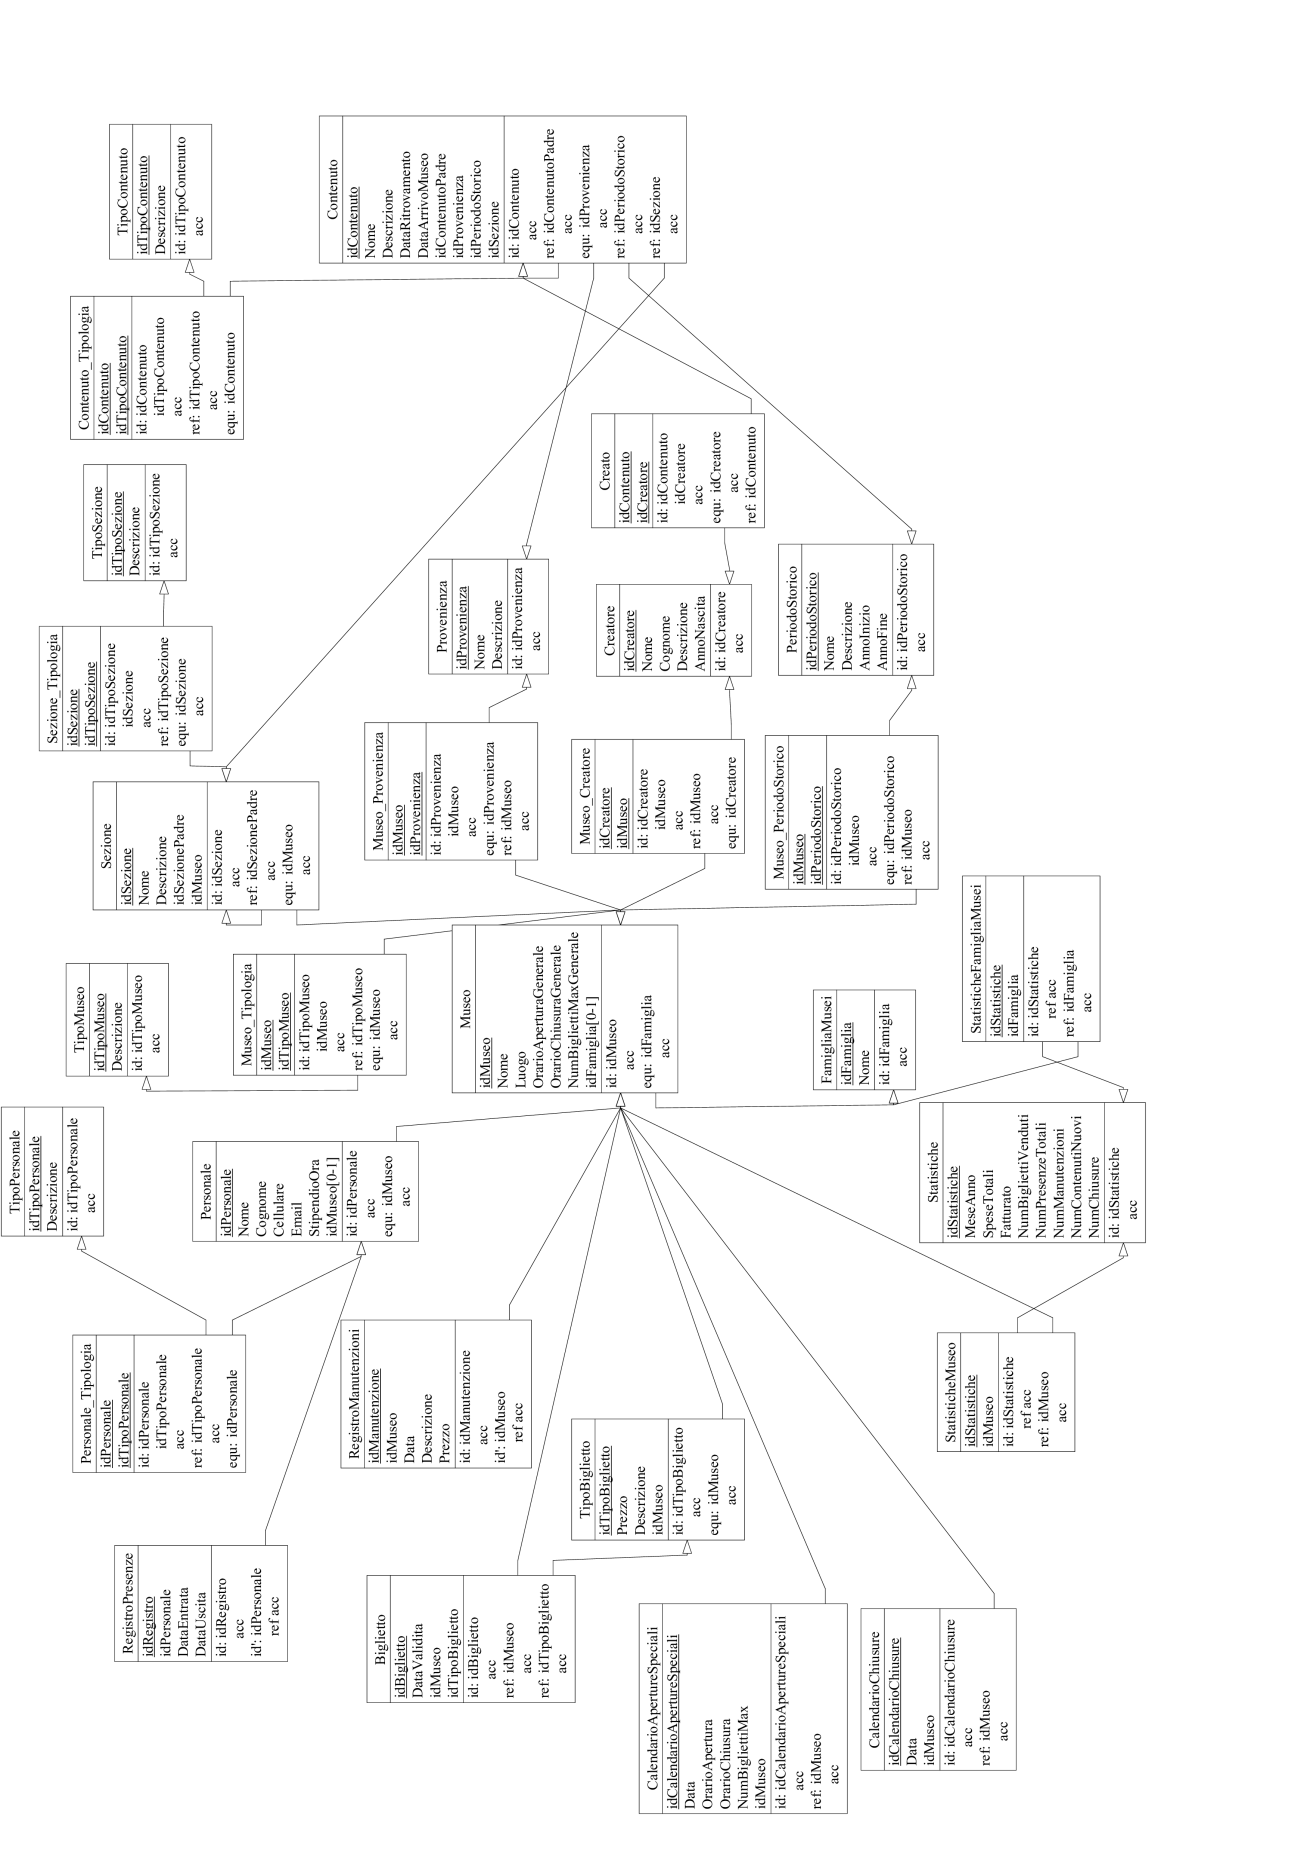 TipoContenuto
idTipoContenuto
Descrizione
id: idTipoContenuto
acc
Contenuto
idContenuto
Nome
Descrizione
DataRitrovamento
DataArrivoMuseo
idContenutoPadre
idProvenienza
idPeriodoStorico
idSezione
id: idContenuto
acc
ref: idContenutoPadre
acc
equ: idProvenienza
acc
ref: idPeriodoStorico
acc
ref: idSezione
acc
Contenuto_Tipologia
idContenuto
idTipoContenuto
id: idContenuto
idTipoContenuto
acc
ref: idTipoContenuto
acc
equ: idContenuto
TipoSezione
idTipoSezione
Descrizione
id: idTipoSezione
acc
Creato
idContenuto
idCreatore
id: idContenuto
idCreatore
acc
equ: idCreatore
acc
ref: idContenuto
Sezione_Tipologia
idSezione
idTipoSezione
id: idTipoSezione
idSezione
acc
ref: idTipoSezione
equ: idSezione
acc
Provenienza
idProvenienza
Nome
Descrizione
id: idProvenienza
acc
Creatore
idCreatore
Nome
Cognome
Descrizione
AnnoNascita
id: idCreatore
acc
PeriodoStorico
idPeriodoStorico
Nome
Descrizione
AnnoInizio
AnnoFine
id: idPeriodoStorico
acc
Sezione
idSezione
Nome
Descrizione
idSezionePadre
idMuseo
id: idSezione
acc
ref: idSezionePadre
acc
equ: idMuseo
acc
Museo_Provenienza
idMuseo
idProvenienza
id: idProvenienza
idMuseo
acc
equ: idProvenienza
ref: idMuseo
acc
Museo_Creatore
idCreatore
idMuseo
id: idCreatore
idMuseo
acc
ref: idMuseo
acc
equ: idCreatore
Museo_PeriodoStorico
idMuseo
idPeriodoStorico
id: idPeriodoStorico
idMuseo
acc
equ: idPeriodoStorico
ref: idMuseo
acc
TipoMuseo
idTipoMuseo
Descrizione
id: idTipoMuseo
acc
Museo_Tipologia
idMuseo
idTipoMuseo
id: idTipoMuseo
idMuseo
acc
ref: idTipoMuseo
equ: idMuseo
acc
Museo
idMuseo
Nome
Luogo
OrarioAperturaGenerale
OrarioChiusuraGenerale
NumBigliettiMaxGenerale
idFamiglia[0-1]
id: idMuseo
acc
equ: idFamiglia
acc
FamigliaMusei
idFamiglia
Nome
id: idFamiglia
acc
StatisticheFamigliaMusei
idStatistiche
idFamiglia
id: idStatistiche
ref acc
ref: idFamiglia
acc
TipoPersonale
idTipoPersonale
Descrizione
id: idTipoPersonale
acc
Personale
idPersonale
Nome
Cognome
Cellulare
Email
StipendioOra
idMuseo[0-1]
id: idPersonale
acc
equ: idMuseo
acc
Statistiche
idStatistiche
MeseAnno
SpeseTotali
Fatturato
NumBigliettiVenduti
NumPresenzeTotali
NumManutenzioni
NumContenutiNuovi
NumChiusure
id: idStatistiche
acc
Personale_Tipologia
idPersonale
idTipoPersonale
id: idPersonale
idTipoPersonale
acc
ref: idTipoPersonale
acc
equ: idPersonale
RegistroManutenzioni
idManutenzione
idMuseo
Data
Descrizione
Prezzo
id: idManutenzione
acc
id': idMuseo
ref acc
TipoBiglietto
idTipoBiglietto
Prezzo
Descrizione
idMuseo
id: idTipoBiglietto
acc
equ: idMuseo
acc
StatisticheMuseo
idStatistiche
idMuseo
id: idStatistiche
ref acc
ref: idMuseo
acc
RegistroPresenze
idRegistro
idPersonale
DataEntrata
DataUscita
id: idRegistro
acc
id': idPersonale
ref acc
Biglietto
idBiglietto
DataValidita
idMuseo
idTipoBiglietto
id: idBiglietto
acc
ref: idMuseo
acc
ref: idTipoBiglietto
acc
CalendarioApertureSpeciali
idCalendarioApertureSpeciali
Data
OrarioApertura
OrarioChiusura
NumBigliettiMax
idMuseo
id: idCalendarioApertureSpeciali
acc
ref: idMuseo
acc
CalendarioChiusure
idCalendarioChiusure
Data
idMuseo
id: idCalendarioChiusure
acc
ref: idMuseo
acc